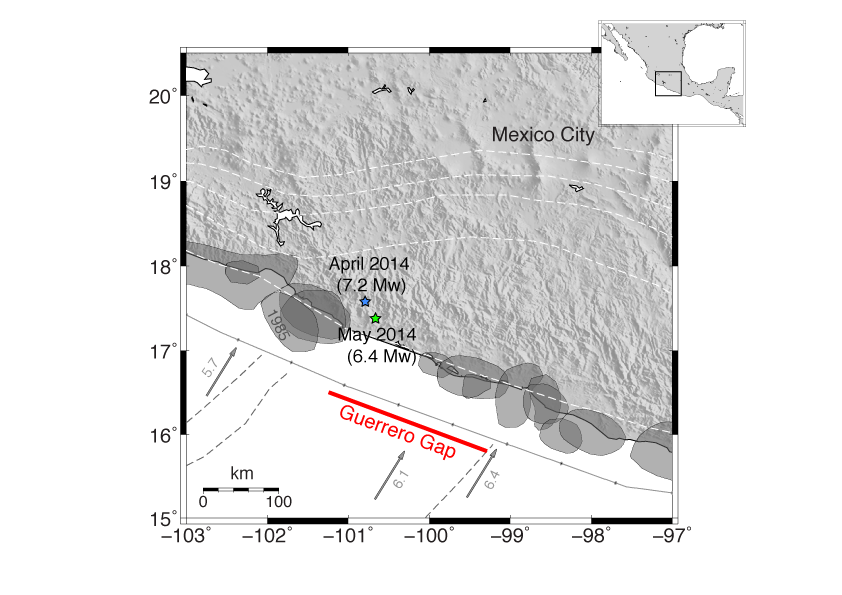 20°
Mexico City
19°
18°
April 2014
(7.2 Mw)
May 2014
(6.4 Mw)
1985
17°
5.7
Guerrero Gap
16°
6.1
6.4
km
0 100
15°
−103° −102° −101° −100° −99° −98° −97°